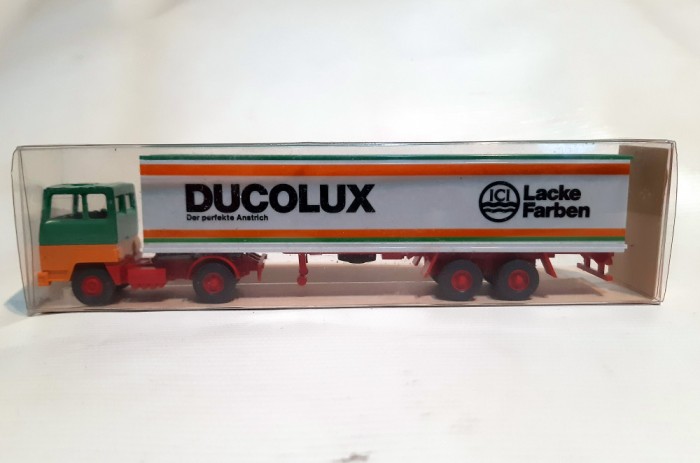 DUCOLUX
Der perfekte Anstrich
ICI
Lacke
Farben